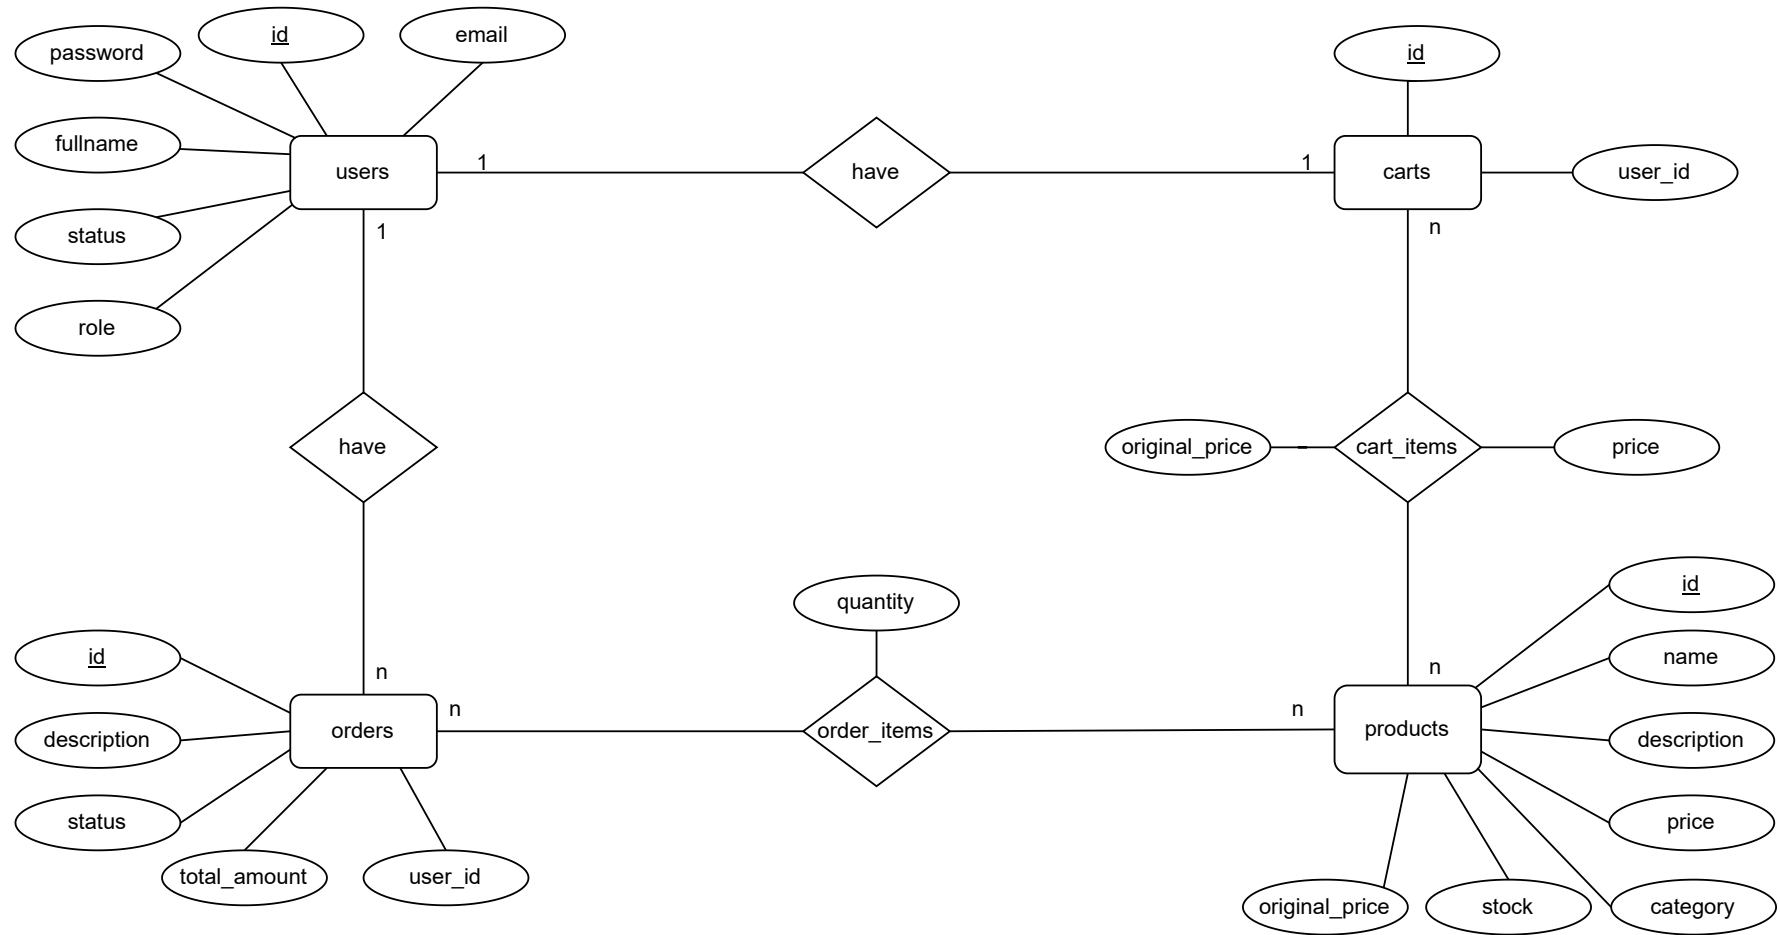 id
email
password
id
fullname
users
1
have
1
carts
user_id
status
1
n
role
have
original_price
-
cart_items
price
id
quantity
id
n
n
name
n
n
description
orders
order_items
products
description
status
price
total_amount
user_id
original_price
stock
category